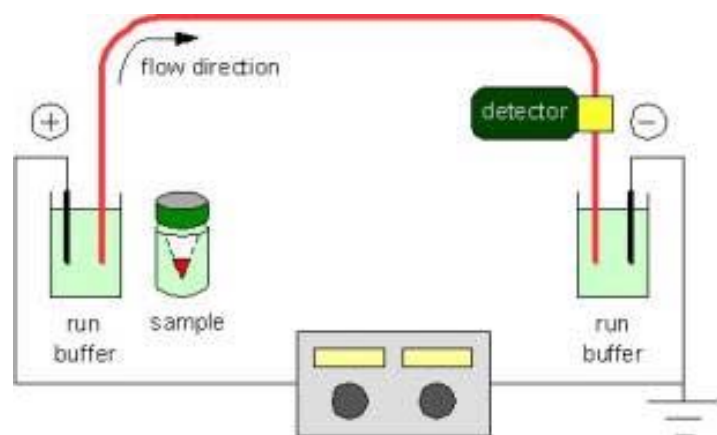 flow direction
+
detector
−
run
buffer
sample
run
buffer